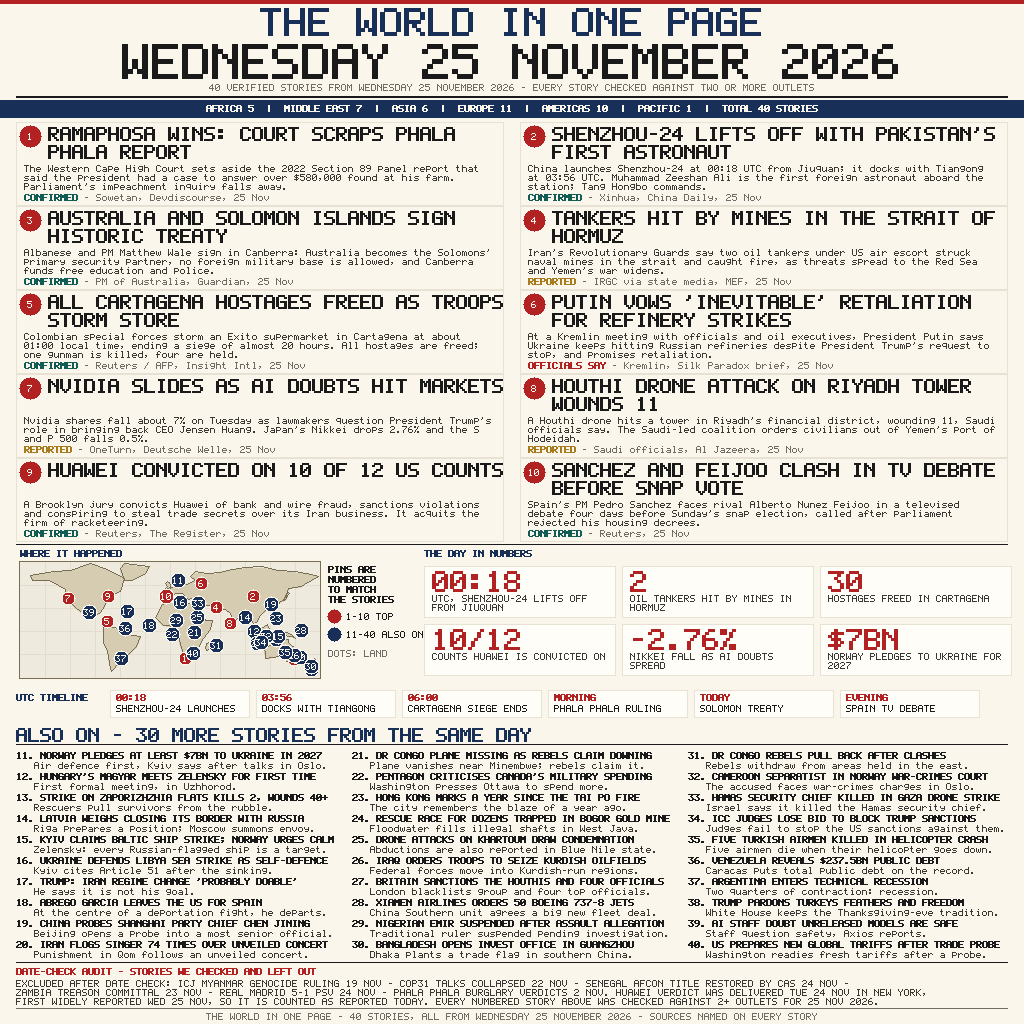 THE WORLD IN ONE PAGE
WEDNESDAY 25 NOVEMBER 2026
40 VERIFIED STORIES FROM WEDNESDAY 25 NOVEMBER 2026 - EVERY STORY CHECKED AGAINST TWO OR MORE OUTLETS
AFRICA 5 | MIDDLE EAST 7 | ASIA 6 | EUROPE 11 | AMERICAS 10 | PACIFIC 1 | TOTAL 40 STORIES
1 RAMAPHOSA WINS: COURT SCRAPS PHALA
PHALA REPORT
The Western Cape High Court sets aside the 2022 Section 89 Panel report that
said the President had a case to answer over $580,000 found at his farm.
Parliament's impeachment inquiry falls away.
CONFIRMED - Sowetan, Devdiscourse, 25 Nov
2 SHENZHOU-24 LIFTS OFF WITH PAKISTAN'S
FIRST ASTRONAUT
China launches Shenzhou-24 at 00:18 UTC from Jiuquan; it docks with Tiangong
at 03:56 UTC. Muhammad Zeeshan Ali is the first foreign astronaut aboard the
station; Tang Hongbo commands.
CONFIRMED - Xinhua, China Daily, 25 Nov
3 AUSTRALIA AND SOLOMON ISLANDS SIGN
HISTORIC TREATY
Albanese and PM Matthew Wale sign in Canberra: Australia becomes the Solomons'
primary security partner, no foreign military base is allowed, and Canberra
funds free education and police.
CONFIRMED - PM of Australia, Guardian, 25 Nov
4 TANKERS HIT BY MINES IN THE STRAIT OF
HORMUZ
Iran's Revolutionary Guards say two oil tankers under US air escort struck
naval mines in the strait and caught fire, as threats spread to the Red Sea
and Yemen's war widens.
REPORTED - IRGC via state media, MEF, 25 Nov
5 ALL CARTAGENA HOSTAGES FREED AS TROOPS
STORM STORE
Colombian special forces storm an Exito supermarket in Cartagena at about
01:00 local time, ending a siege of almost 20 hours. All hostages are freed;
one gunman is killed, four are held.
CONFIRMED - Reuters / AFP, Insight Intl, 25 Nov
6 PUTIN VOWS 'INEVITABLE' RETALIATION
FOR REFINERY STRIKES
At a Kremlin meeting with officials and oil executives, President Putin says
Ukraine keeps hitting Russian refineries despite President Trump's request to
stop, and promises retaliation.
OFFICIALS SAY - Kremlin, Silk Paradox brief, 25 Nov
7 NVIDIA SLIDES AS AI DOUBTS HIT MARKETS
Nvidia shares fall about 7% on Tuesday as lawmakers question President Trump's
role in bringing back CEO Jensen Huang. Japan's Nikkei drops 2.76% and the S
and P 500 falls 0.5%.
REPORTED - OneTurn, Deutsche Welle, 25 Nov
8 HOUTHI DRONE ATTACK ON RIYADH TOWER
WOUNDS 11
A Houthi drone hits a tower in Riyadh's financial district, wounding 11, Saudi
officials say. The Saudi-led coalition orders civilians out of Yemen's port of
Hodeidah.
REPORTED - Saudi officials, Al Jazeera, 25 Nov
9 HUAWEI CONVICTED ON 10 OF 12 US COUNTS
A Brooklyn jury convicts Huawei of bank and wire fraud, sanctions violations
and conspiring to steal trade secrets over its Iran business. It acquits the
firm of racketeering.
CONFIRMED - Reuters, The Register, 25 Nov
10 SANCHEZ AND FEIJOO CLASH IN TV DEBATE
BEFORE SNAP VOTE
Spain's PM Pedro Sanchez faces rival Alberto Nunez Feijoo in a televised
debate four days before Sunday's snap election, called after Parliament
rejected his housing decrees.
CONFIRMED - Reuters, 25 Nov
WHERE IT HAPPENED
PINS ARE
NUMBERED
TO MATCH
THE STORIES
1-10 TOP
11-40 ALSO ON
DOTS: LAND
THE DAY IN NUMBERS
00:18
UTC, SHENZHOU-24 LIFTS OFF
FROM JIUQUAN
2
OIL TANKERS HIT BY MINES IN
HORMUZ
30
HOSTAGES FREED IN CARTAGENA
10/12
COUNTS HUAWEI IS CONVICTED ON
-2.76%
NIKKEI FALL AS AI DOUBTS
SPREAD
$7BN
NORWAY PLEDGES TO UKRAINE FOR
2027
UTC TIMELINE
00:18
SHENZHOU-24 LAUNCHES
03:56
DOCKS WITH TIANGONG
06:00
CARTAGENA SIEGE ENDS
MORNING
PHALA PHALA RULING
TODAY
SOLOMON TREATY
EVENING
SPAIN TV DEBATE
ALSO ON - 30 MORE STORIES FROM THE SAME DAY
11. NORWAY PLEDGES AT LEAST $7BN TO UKRAINE IN 2027
Air defence first, Kyiv says after talks in Oslo.
12. HUNGARY'S MAGYAR MEETS ZELENSKY FOR FIRST TIME
First formal meeting, in Uzhhorod.
13. STRIKE ON ZAPORIZHZHIA FLATS KILLS 2, WOUNDS 40+
Rescuers pull survivors from the rubble.
14. LATVIA WEIGHS CLOSING ITS BORDER WITH RUSSIA
Riga prepares a position; Moscow summons envoy.
15. KYIV CLAIMS BALTIC SHIP STRIKE; NORWAY URGES CALM
Zelensky: every Russian-flagged ship is a target.
16. UKRAINE DEFENDS LIBYA SEA STRIKE AS SELF-DEFENCE
Kyiv cites Article 51 after the sinking.
17. TRUMP: IRAN REGIME CHANGE 'PROBABLY DOABLE'
He says it is not his goal.
18. ABREGO GARCIA LEAVES THE US FOR SPAIN
At the centre of a deportation fight, he departs.
19. CHINA PROBES SHANGHAI PARTY CHIEF CHEN JINING
Beijing opens a probe into a most senior official.
20. IRAN FLOGS SINGER 74 TIMES OVER UNVEILED CONCERT
Punishment in Qom follows an unveiled concert.
21. DR CONGO PLANE MISSING AS REBELS CLAIM DOWNING
Plane vanishes near Minembwe; rebels claim it.
22. PENTAGON CRITICISES CANADA'S MILITARY SPENDING
Washington presses Ottawa to spend more.
23. HONG KONG MARKS A YEAR SINCE THE TAI PO FIRE
The city remembers the blaze of a year ago.
24. RESCUE RACE FOR DOZENS TRAPPED IN BOGOR GOLD MINE
Floodwater fills illegal shafts in West Java.
25. DRONE ATTACKS ON KHARTOUM DRAW CONDEMNATION
Abductions are also reported in Blue Nile state.
26. IRAQ ORDERS TROOPS TO SEIZE KURDISH OILFIELDS
Federal forces move into Kurdish-run regions.
27. BRITAIN SANCTIONS THE HOUTHIS AND FOUR OFFICIALS
London blacklists group and four top officials.
28. XIAMEN AIRLINES ORDERS 50 BOEING 737-8 JETS
China Southern unit agrees a big new fleet deal.
29. NIGERIAN EMIR SUSPENDED AFTER ASSAULT ALLEGATION
Traditional ruler suspended pending investigation.
30. BANGLADESH OPENS INVEST OFFICE IN GUANGZHOU
Dhaka plants a trade flag in southern China.
31. DR CONGO REBELS PULL BACK AFTER CLASHES
Rebels withdraw from areas held in the east.
32. CAMEROON SEPARATIST IN NORWAY WAR-CRIMES COURT
The accused faces war-crimes charges in Oslo.
33. HAMAS SECURITY CHIEF KILLED IN GAZA DRONE STRIKE
Israel says it killed the Hamas security chief.
34. ICC JUDGES LOSE BID TO BLOCK TRUMP SANCTIONS
Judges fail to stop the US sanctions against them.
35. FIVE TURKISH AIRMEN KILLED IN HELICOPTER CRASH
Five airmen die when their helicopter goes down.
36. VENEZUELA REVEALS $237.5BN PUBLIC DEBT
Caracas puts total public debt on the record.
37. ARGENTINA ENTERS TECHNICAL RECESSION
Two quarters of contraction: recession.
38. TRUMP PARDONS TURKEYS FEATHERS AND FREEDOM
White House keeps the Thanksgiving-eve tradition.
39. AI STAFF DOUBT UNRELEASED MODELS ARE SAFE
Staff question safety, Axios reports.
40. US PREPARES NEW GLOBAL TARIFFS AFTER TRADE PROBE
Washington readies fresh tariffs after a probe.
DATE-CHECK AUDIT - STORIES WE CHECKED AND LEFT OUT
EXCLUDED AFTER DATE CHECK: ICJ MYANMAR GENOCIDE RULING 19 NOV - COP31 TALKS COLLAPSED 22 NOV - SENEGAL AFCON TITLE RESTORED BY CAS 24 NOV -
ZAMBIA TREASON COMMITTAL 23 NOV - REAL MADRID 5-1 PSV 24 NOV - PHALA PHALA BURGLARY VERDICTS 2 NOV. HUAWEI VERDICT WAS DELIVERED TUE 24 NOV IN NEW YORK,
FIRST WIDELY REPORTED WED 25 NOV, SO IT IS COUNTED AS REPORTED TODAY. EVERY NUMBERED STORY ABOVE WAS CHECKED AGAINST 2+ OUTLETS FOR 25 NOV 2026.
THE WORLD IN ONE PAGE - 40 STORIES, ALL FROM WEDNESDAY 25 NOVEMBER 2026 - SOURCES NAMED ON EVERY STORY